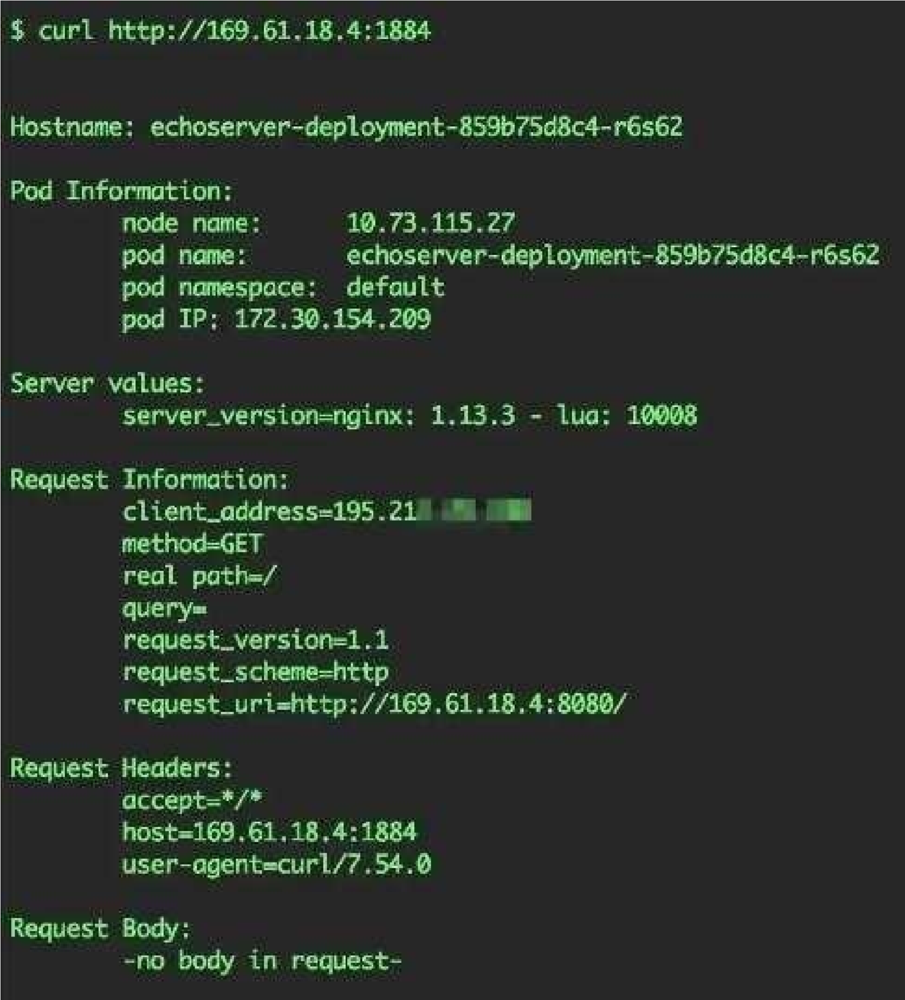 $ curl http://169.61.18.4:1884
Hostname: echoserver-deployment-859b75d8c4-r6s62
Pod Information:
node name: 10.73.115.27
pod name: echoserver-deployment-859b75d8c4-r6s62
pod namespace: default
pod IP: 172.30.154.209
Server values:
server_version=nginx: 1.13.3 - lua: 10008
Request Information:
client_address=195.21
method=GET
real path=/
query=
request_version=1.1
request_scheme=http
request_uri=http://169.61.18.4:8080/
Request Headers:
accept=*/*
host=169.61.18.4:1884
user-agent=curl/7.54.0
Request Body:
-no body in request-